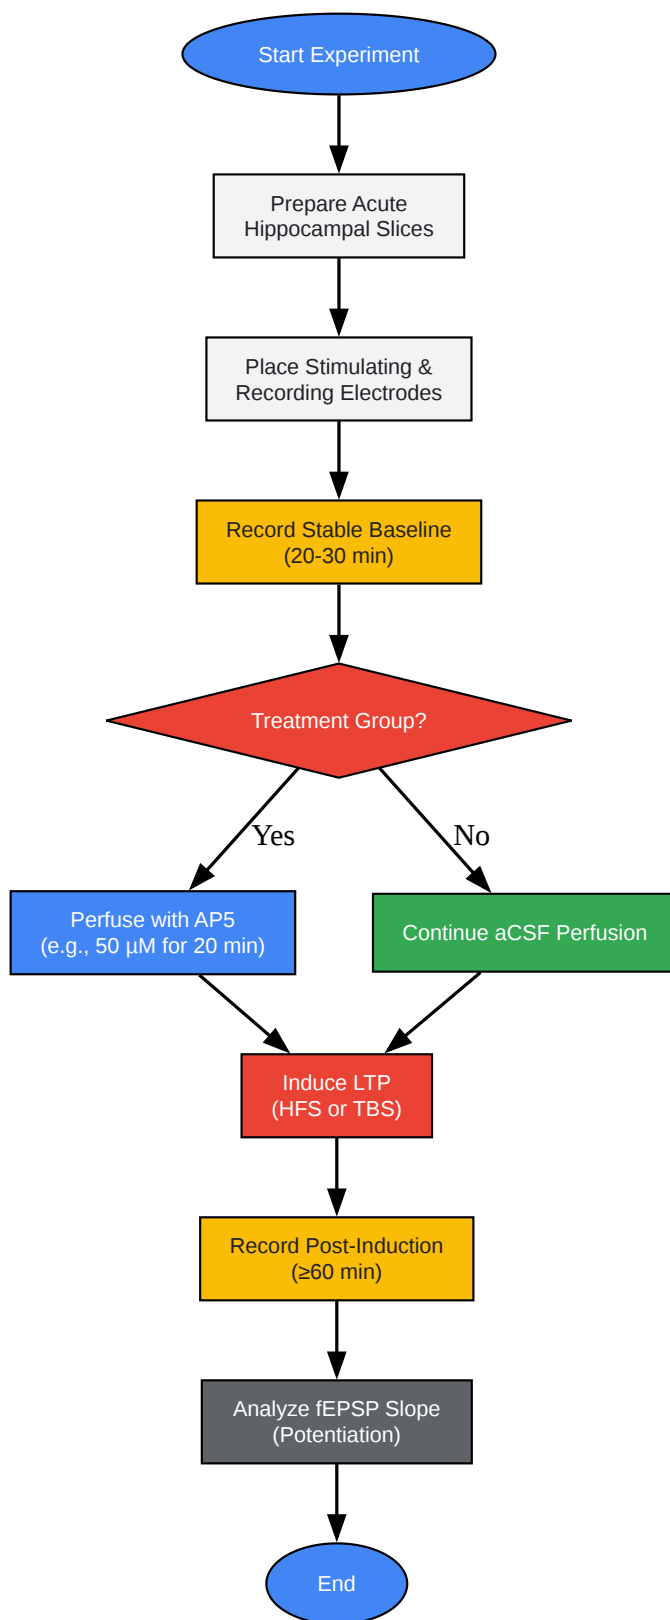 Start Experiment
Prepare Acute
Hippocampal Slices
Place Stimulating &
Recording Electrodes
Record Stable Baseline
(20-30 min)
Treatment Group?
Yes
No
Perfuse with AP5
(e.g., 50 µM for 20 min)
Continue aCSF Perfusion
Induce LTP
(HFS or TBS)
Record Post-Induction
(≥60 min)
Analyze fEPSP Slope
(Potentiation)
End